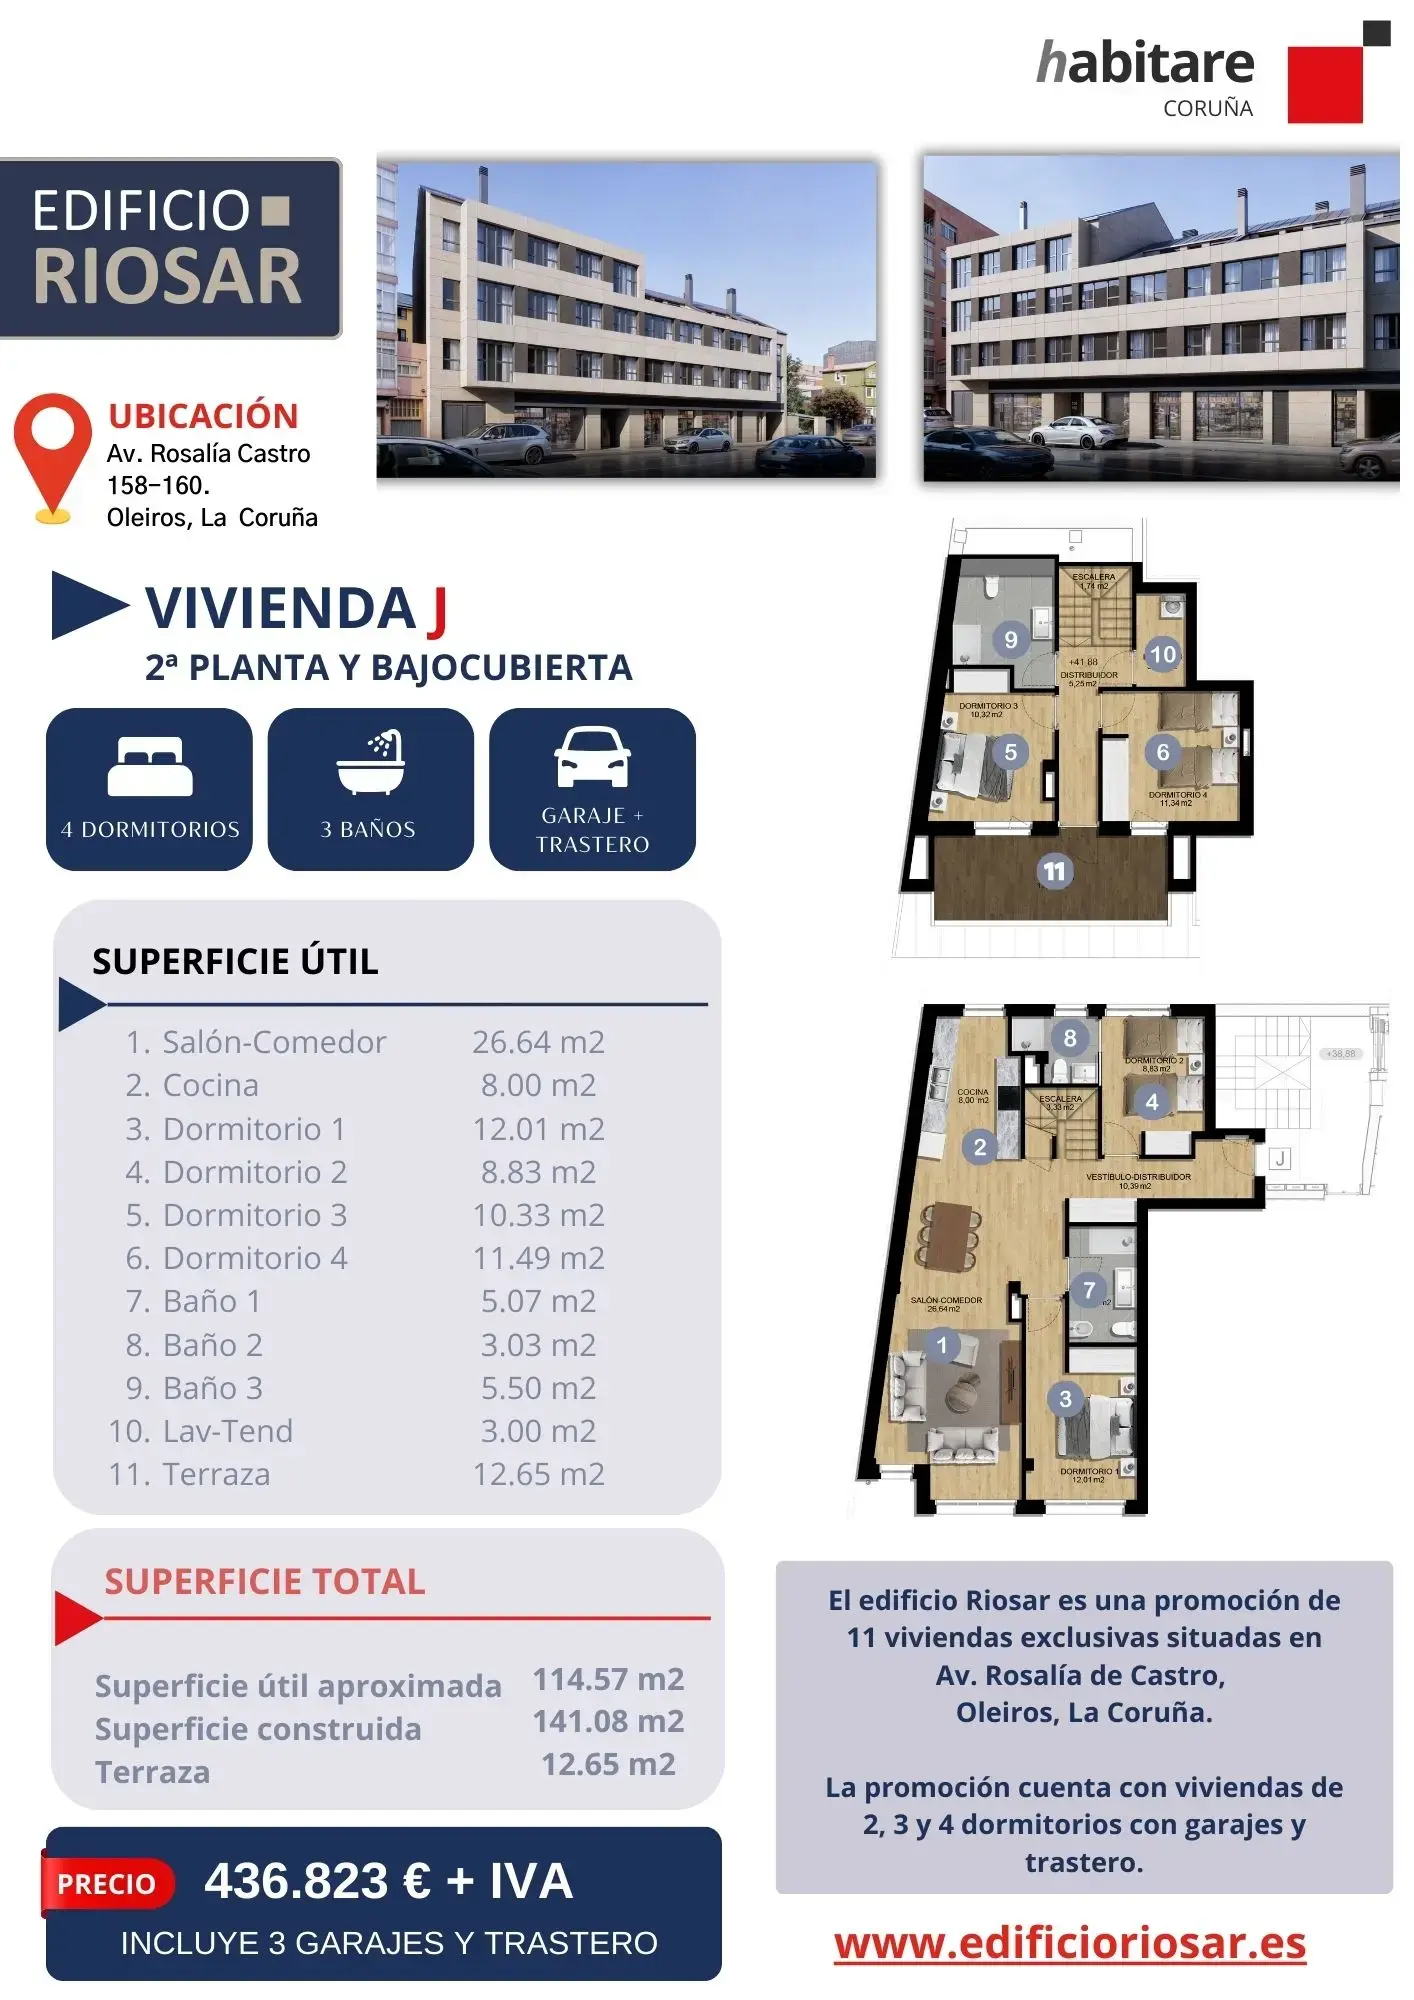 habitare
CORUÑA
EDIFICIO
RIOSAR
UBICACIÓN
Av. Rosalía Castro
158-160.
Oleiros, La Coruña
VIVIENDA J
2ª PLANTA Y BAJOCUBIERTA
4 DORMITORIOS
3 BAÑOS
GARAJE +
TRASTERO
SUPERFICIE ÚTIL
1. Salón-Comedor 26.64 m2
2. Cocina 8.00 m2
3. Dormitorio 1 12.01 m2
4. Dormitorio 2 8.83 m2
5. Dormitorio 3 10.33 m2
6. Dormitorio 4 11.49 m2
7. Baño 1 5.07 m2
8. Baño 2 3.03 m2
9. Baño 3 5.50 m2
10. Lav-Tend 3.00 m2
11. Terraza 12.65 m2
SUPERFICIE TOTAL
Superficie útil aproximada 114.57 m2
Superficie construida 141.08 m2
Terraza 12.65 m2
PRECIO
436.823 € + IVA
INCLUYE 3 GARAJES Y TRASTERO
ESCALERA
1,74 m2
9
10
+41.88
DISTRIBUIDOR
5,25 m2
DORMITORIO 3
10,32 m2
5
6
DORMITORIO 4
11,34 m2
11
8
DORMITORIO 2
8,83 m2
+38,88
COCINA
8,00 m2
ESCALERA
3,33 m2
4
2
J
VESTÍBULO-DISTRIBUIDOR
10,39 m2
7
m2
SALÓN-COMEDOR
26,64 m2
1
3
DORMITORIO 1
12,01 m2
El edificio Riosar es una promoción de
11 viviendas exclusivas situadas en
Av. Rosalía de Castro,
Oleiros, La Coruña.
La promoción cuenta con viviendas de
2, 3 y 4 dormitorios con garajes y
trastero.
www.edificioriosar.es